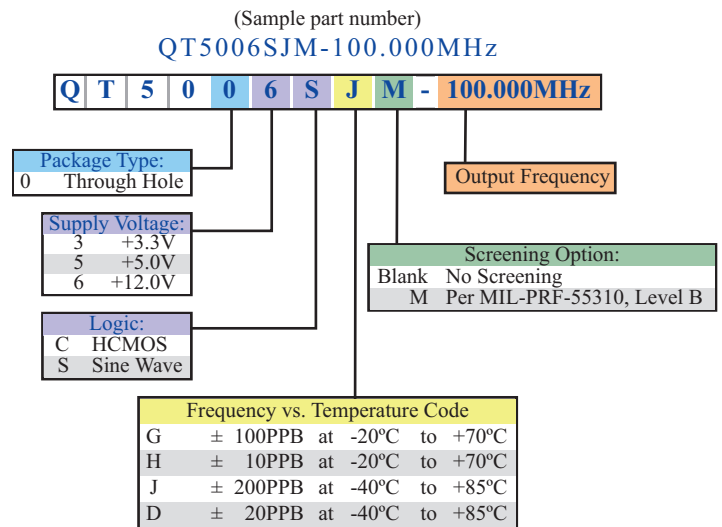 (Sample part number)
QT5006SJM-100.000MHz
Q T 5 0 0 6 S J M - 100.000MHz
Package Type:
0 Through Hole
Output Frequency
Supply Voltage:
3 +3.3V
5 +5.0V
6 +12.0V
Screening Option:
Blank No Screening
M Per MIL-PRF-55310, Level B
Logic:
C HCMOS
S Sine Wave
Frequency vs. Temperature Code
G ± 100PPB at -20ºC to +70ºC
H ± 10PPB at -20ºC to +70ºC
J ± 200PPB at -40ºC to +85ºC
D ± 20PPB at -40ºC to +85ºC